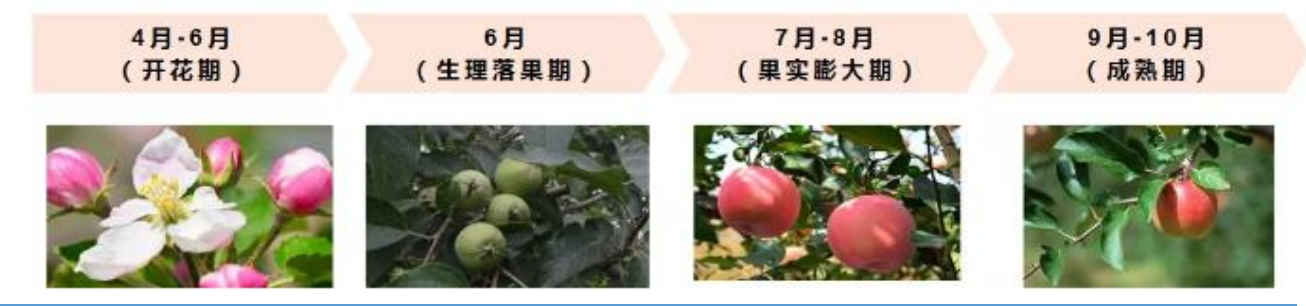 4月-6月
(开花期)
6月
(生理落果期)
7月-8月
(果实膨大期)
9月-10月
(成熟期)